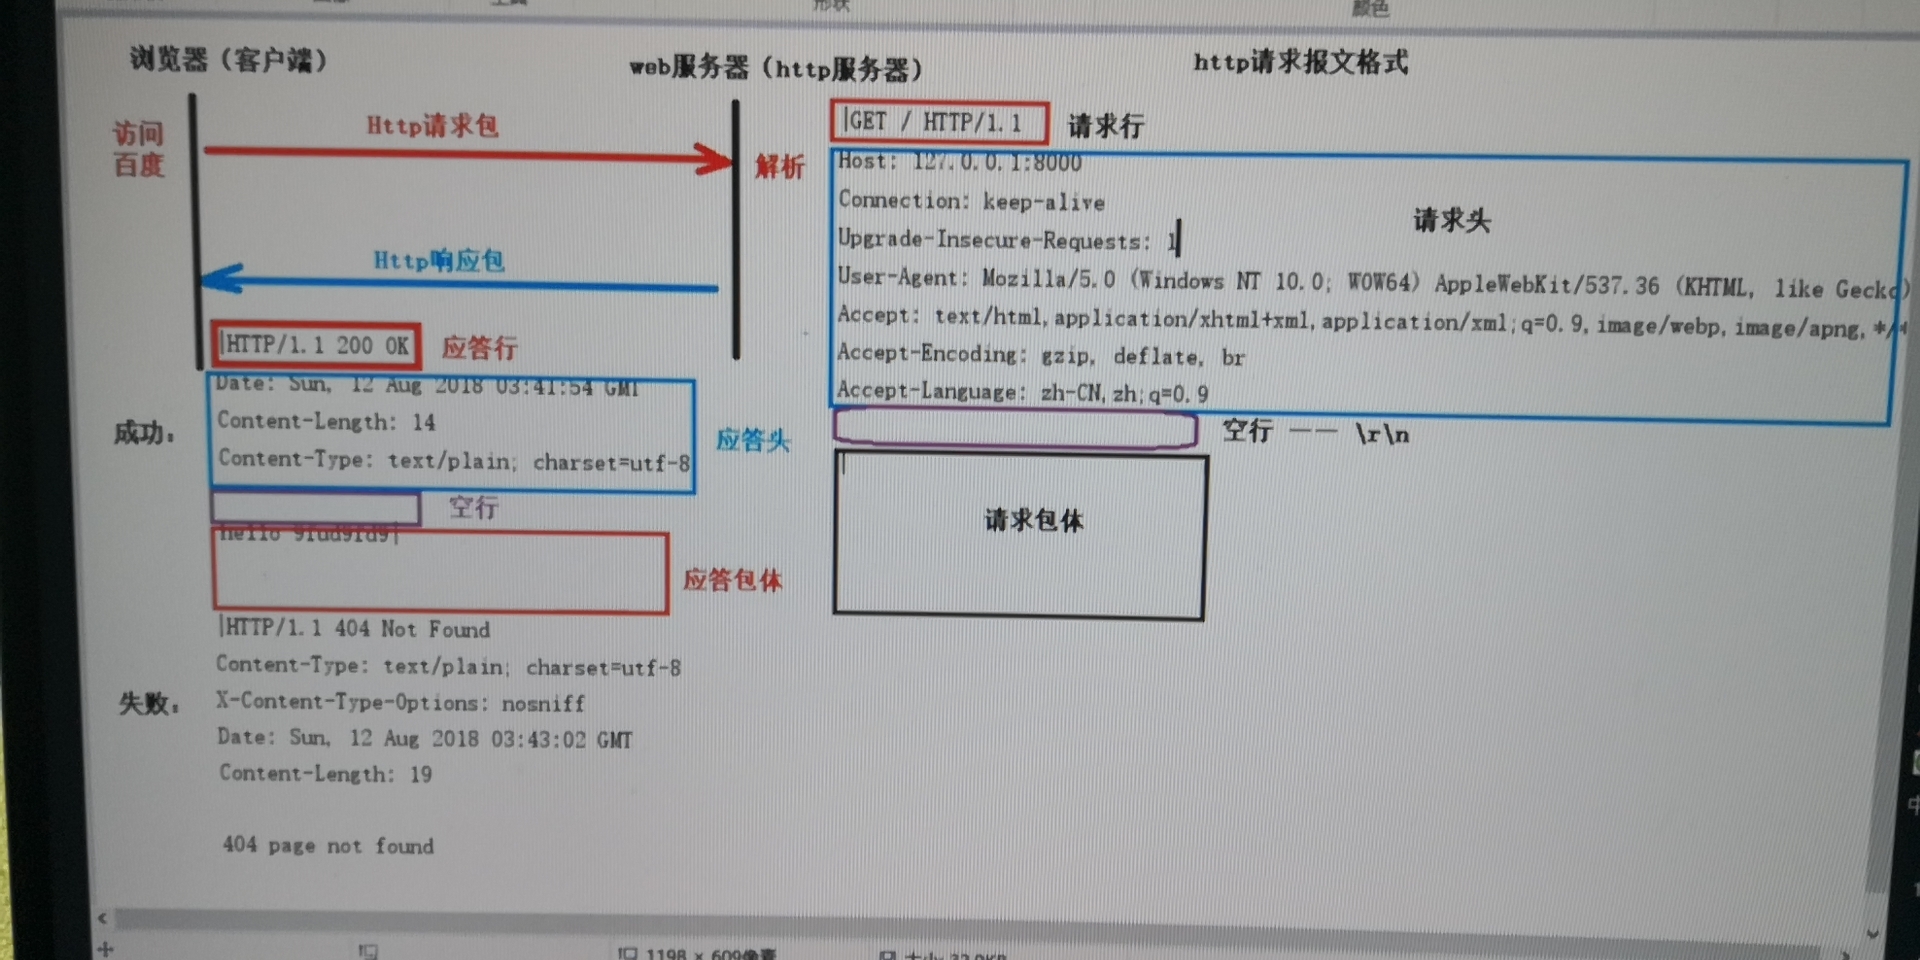 形状
颜色
浏览器（客户端）
web服务器（http服务器）
http请求报文格式
访问
百度
Http请求包
解析
Http响应包
|GET / HTTP/1.1
请求行
Host: 127.0.0.1:8000
Connection: keep-alive
请求头
Upgrade-Insecure-Requests: 1
User-Agent: Mozilla/5.0 (Windows NT 10.0; WOW64) AppleWebKit/537.36 (KHTML, like Gecko)
Accept: text/html,application/xhtml+xml,application/xml;q=0.9,image/webp,image/apng,*/*
Accept-Encoding: gzip, deflate, br
Accept-Language: zh-CN,zh;q=0.9
空行 —— \r\n
请求包体
成功：
|HTTP/1.1 200 OK
应答行
Date: Sun, 12 Aug 2018 03:41:54 GMT
Content-Length: 14
Content-Type: text/plain; charset=utf-8
应答头
空行
hello
应答包体
失败：
|HTTP/1.1 404 Not Found
Content-Type: text/plain; charset=utf-8
X-Content-Type-Options: nosniff
Date: Sun, 12 Aug 2018 03:43:02 GMT
Content-Length: 19
404 page not found
1198 × 609像素